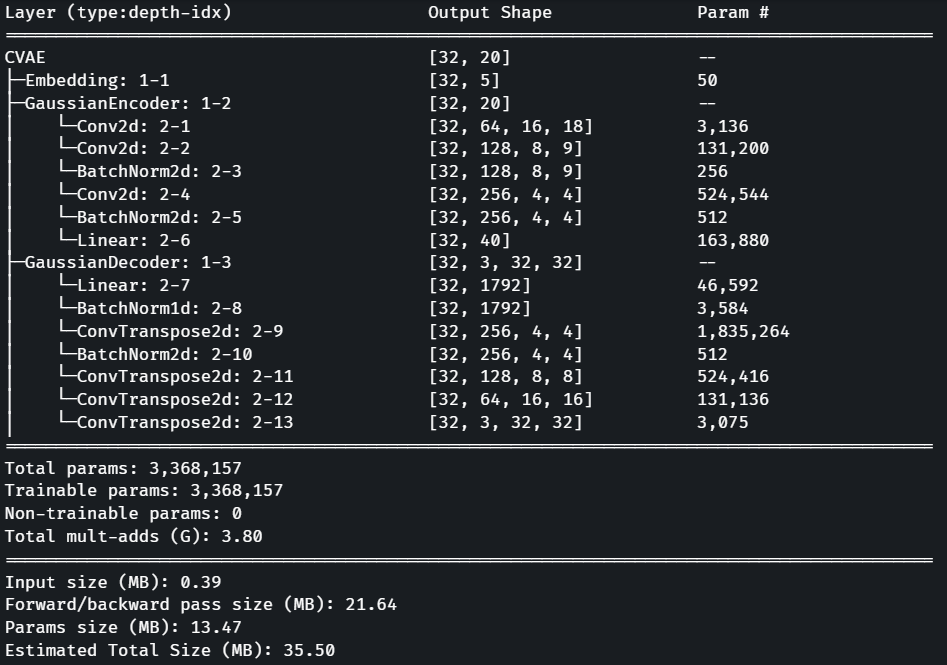 Layer (type:depth-idx)                   Output Shape              Param #
==========================================================================================
CVAE                                     [32, 20]                  --
├─Embedding: 1-1                         [32, 5]                   50
├─GaussianEncoder: 1-2                   [32, 20]                  --
│    └─Conv2d: 2-1                       [32, 64, 16, 18]          3,136
│    └─Conv2d: 2-2                       [32, 128, 8, 9]           131,200
│    └─BatchNorm2d: 2-3                  [32, 128, 8, 9]           256
│    └─Conv2d: 2-4                       [32, 256, 4, 4]           524,544
│    └─BatchNorm2d: 2-5                  [32, 256, 4, 4]           512
│    └─Linear: 2-6                       [32, 40]                  163,880
├─GaussianDecoder: 1-3                   [32, 3, 32, 32]           --
│    └─Linear: 2-7                       [32, 1792]                46,592
│    └─BatchNorm1d: 2-8                  [32, 1792]                3,584
│    └─ConvTranspose2d: 2-9              [32, 256, 4, 4]           1,835,264
│    └─BatchNorm2d: 2-10                 [32, 256, 4, 4]           512
│    └─ConvTranspose2d: 2-11             [32, 128, 8, 8]           524,416
│    └─ConvTranspose2d: 2-12             [32, 64, 16, 16]          131,136
│    └─ConvTranspose2d: 2-13             [32, 3, 32, 32]           3,075
==========================================================================================
Total params: 3,368,157
Trainable params: 3,368,157
Non-trainable params: 0
Total mult-adds (G): 3.80
==========================================================================================
Input size (MB): 0.39
Forward/backward pass size (MB): 21.64
Params size (MB): 13.47
Estimated Total Size (MB): 35.50